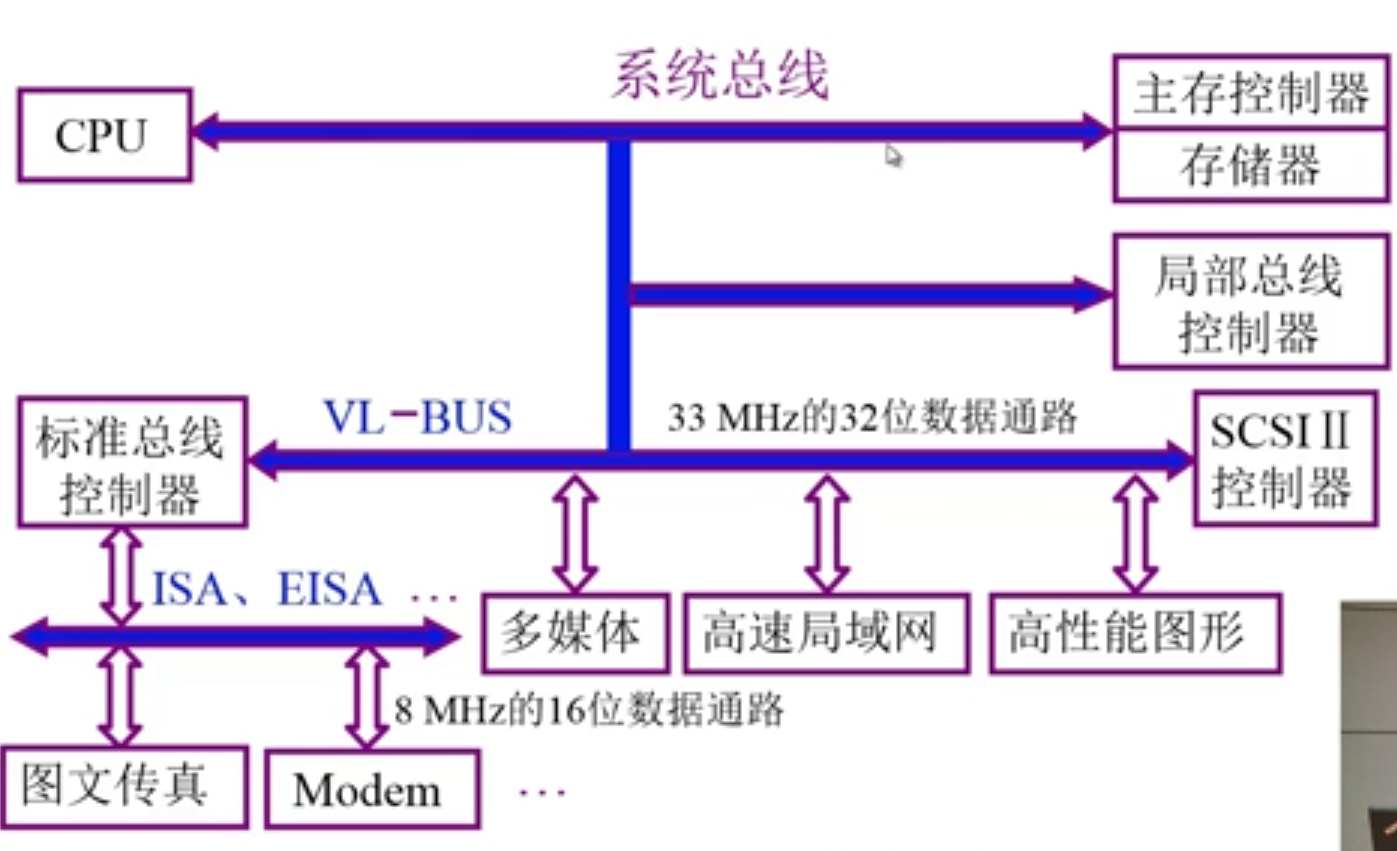 系统总线
CPU
主存控制器
存储器
局部总线
控制器
VL-BUS
33 MHz的32位数据通路
标准总线
控制器
SCSIⅡ
控制器
ISA、EISA …
多媒体
高速局域网
高性能图形
8 MHz的16位数据通路
图文传真
Modem
…